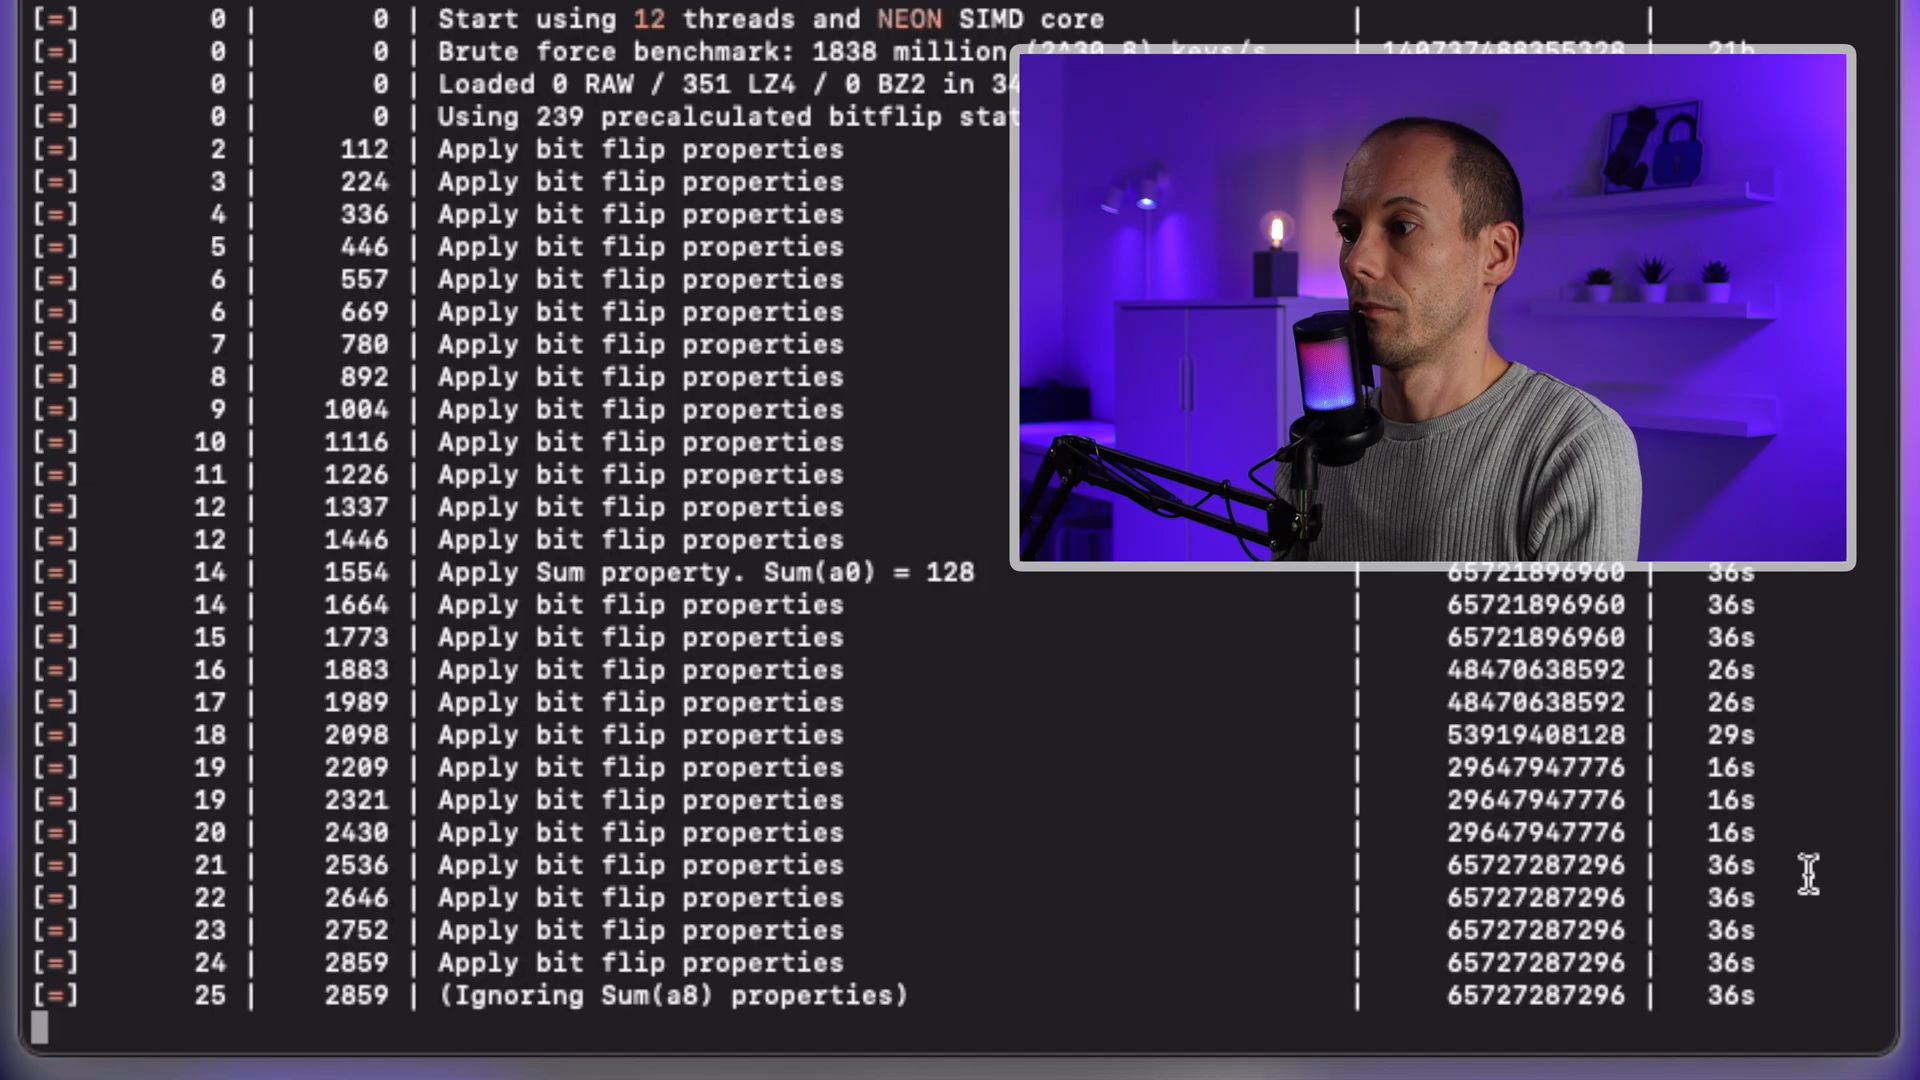 [=] 0 | 0 | Start using 12 threads and NEON SIMD core | |
[=] 0 | 0 | Brute force benchmark: 1838 million (2^30.8) keys/s | 140737488355328 | 21h
[=] 0 | 0 | Loaded 0 RAW / 351 LZ4 / 0 BZ2 in
[=] 0 | 0 | Using 239 precalculated bitflip
[=] 2 | 112 | Apply bit flip properties
[=] 3 | 224 | Apply bit flip properties
[=] 4 | 336 | Apply bit flip properties
[=] 5 | 446 | Apply bit flip properties
[=] 6 | 557 | Apply bit flip properties
[=] 6 | 669 | Apply bit flip properties
[=] 7 | 780 | Apply bit flip properties
[=] 8 | 892 | Apply bit flip properties
[=] 9 | 1004 | Apply bit flip properties
[=] 10 | 1116 | Apply bit flip properties
[=] 11 | 1226 | Apply bit flip properties
[=] 12 | 1337 | Apply bit flip properties
[=] 12 | 1446 | Apply bit flip properties
[=] 14 | 1554 | Apply Sum property. Sum(a0) = 128 | 65721896960 | 36s
[=] 14 | 1664 | Apply bit flip properties | 65721896960 | 36s
[=] 15 | 1773 | Apply bit flip properties | 65721896960 | 36s
[=] 16 | 1883 | Apply bit flip properties | 48470638592 | 26s
[=] 17 | 1989 | Apply bit flip properties | 48470638592 | 26s
[=] 18 | 2098 | Apply bit flip properties | 53919408128 | 29s
[=] 19 | 2209 | Apply bit flip properties | 29647947776 | 16s
[=] 19 | 2321 | Apply bit flip properties | 29647947776 | 16s
[=] 20 | 2430 | Apply bit flip properties | 29647947776 | 16s
[=] 21 | 2536 | Apply bit flip properties | 65727287296 | 36s
[=] 22 | 2646 | Apply bit flip properties | 65727287296 | 36s
[=] 23 | 2752 | Apply bit flip properties | 65727287296 | 36s
[=] 24 | 2859 | Apply bit flip properties | 65727287296 | 36s
[=] 25 | 2859 | (Ignoring Sum(a8) properties) | 65727287296 | 36s